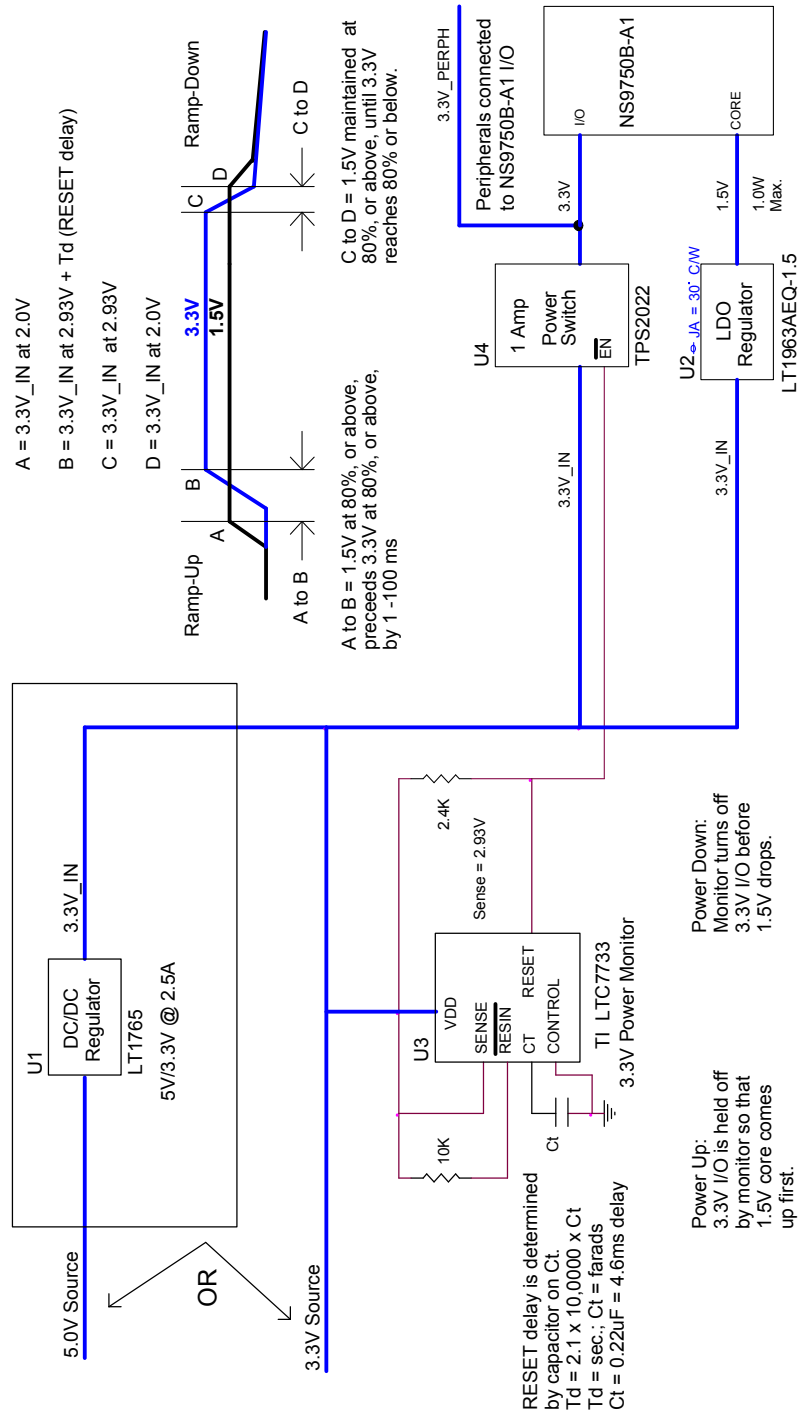 5.0V Source
OR
3.3V Source
U1
DC/DC
Regulator
LT1765
5V/3.3V @ 2.5A
3.3V_IN
A = 3.3V_IN at 2.0V
B = 3.3V_IN at 2.93V + Td (RESET delay)
C = 3.3V_IN at 2.93V
D = 3.3V_IN at 2.0V
Ramp-Up
A
B
3.3V
1.5V
C
D
Ramp-Down
A to B
C to D
A to B = 1.5V at 80%, or above,
preceeds 3.3V at 80%, or above,
by 1 -100 ms
C to D = 1.5V maintained at
80%, or above, until 3.3V
reaches 80% or below.
RESET delay is determined
by capacitor on Ct.
Td = 2.1 x 10,0000 x Ct
Td = sec.; Ct = farads
Ct = 0.22uF = 4.6ms delay
10K
Ct
U3
VDD
SENSE
RESIN
CT
CONTROL
RESET
TI LTC7733
3.3V Power Monitor
Sense = 2.93V
2.4K
3.3V_IN
U4
1 Amp
Power
Switch
EN
TPS2022
3.3V_PERPH
Peripherals connected
to NS9750B-A1 I/O
3.3V
I/O
NS9750B-A1
CORE
3.3V_IN
U2
JA = 30° C/W
LDO
Regulator
LT1963AEQ-1.5
1.5V
1.0W
Max.
Power Up:
3.3V I/O is held off
by monitor so that
1.5V core comes
up first.
Power Down:
Monitor turns off
3.3V I/O before
1.5V drops.